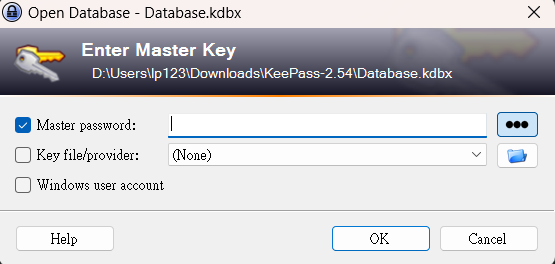 Open Database - Database.kdbx
Enter Master Key
D:\Users\lp123\Downloads\KeePass-2.54\Database.kdbx
Master password:
Key file/provider: (None)
Windows user account
Help OK Cancel